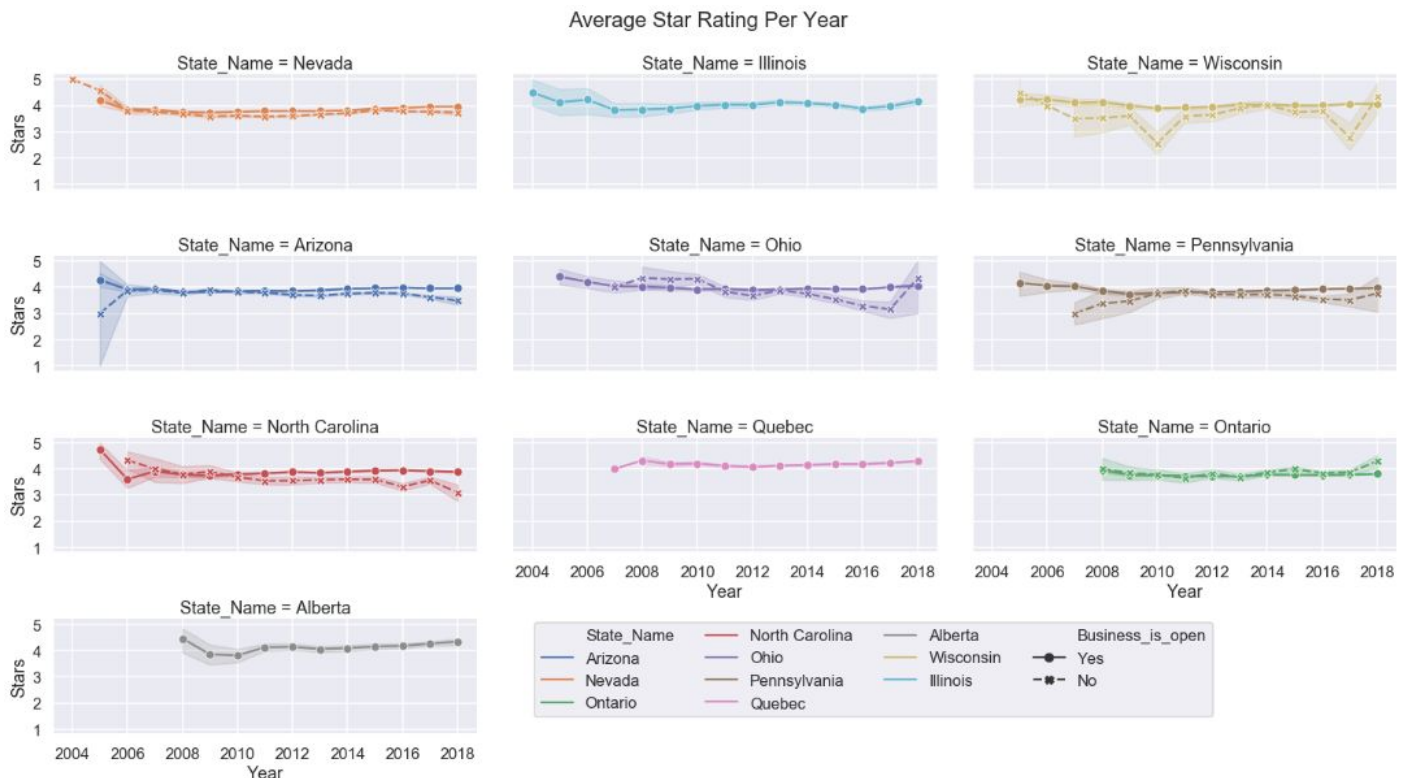 Average Star Rating Per Year
State_Name = Nevada
State_Name = Illinois
State_Name = Wisconsin
5
4
3
2
1
Stars
State_Name = Arizona
State_Name = Ohio
State_Name = Pennsylvania
5
4
3
2
1
Stars
State_Name = North Carolina
State_Name = Quebec
State_Name = Ontario
5
4
3
2
1
Stars
2004 2006 2008 2010 2012 2014 2016 2018
Year
2004 2006 2008 2010 2012 2014 2016 2018
Year
State_Name = Alberta
5
4
3
2
1
Stars
2004 2006 2008 2010 2012 2014 2016 2018
Year
State_Name
Arizona
Nevada
Ontario
North Carolina
Ohio
Pennsylvania
Quebec
Alberta
Wisconsin
Illinois
Business_is_open
Yes
No